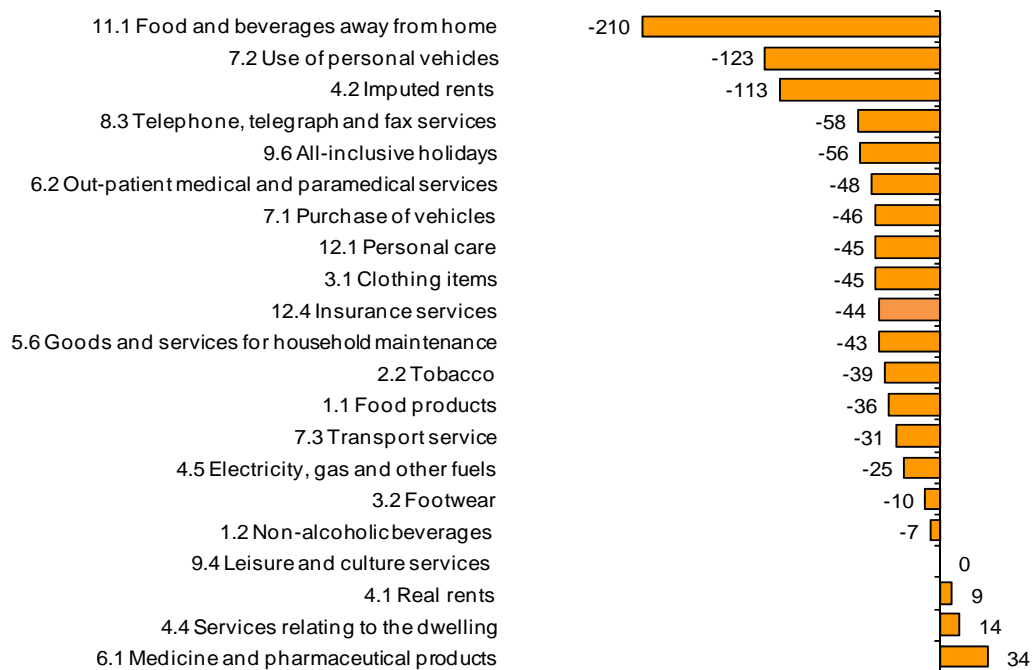 11.1 Food and beverages away from home -210
7.2 Use of personal vehicles -123
4.2 Imputed rents -113
8.3 Telephone, telegraph and fax services -58
9.6 All-inclusive holidays -56
6.2 Out-patient medical and paramedical services -48
7.1 Purchase of vehicles -46
12.1 Personal care -45
3.1 Clothing items -45
12.4 Insurance services -44
5.6 Goods and services for household maintenance -43
2.2 Tobacco -39
1.1 Food products -36
7.3 Transport service -31
4.5 Electricity, gas and other fuels -25
3.2 Footwear -10
1.2 Non-alcoholic beverages -7
9.4 Leisure and culture services 0
4.1 Real rents 9
4.4 Services relating to the dwelling 14
6.1 Medicine and pharmaceutical products 34